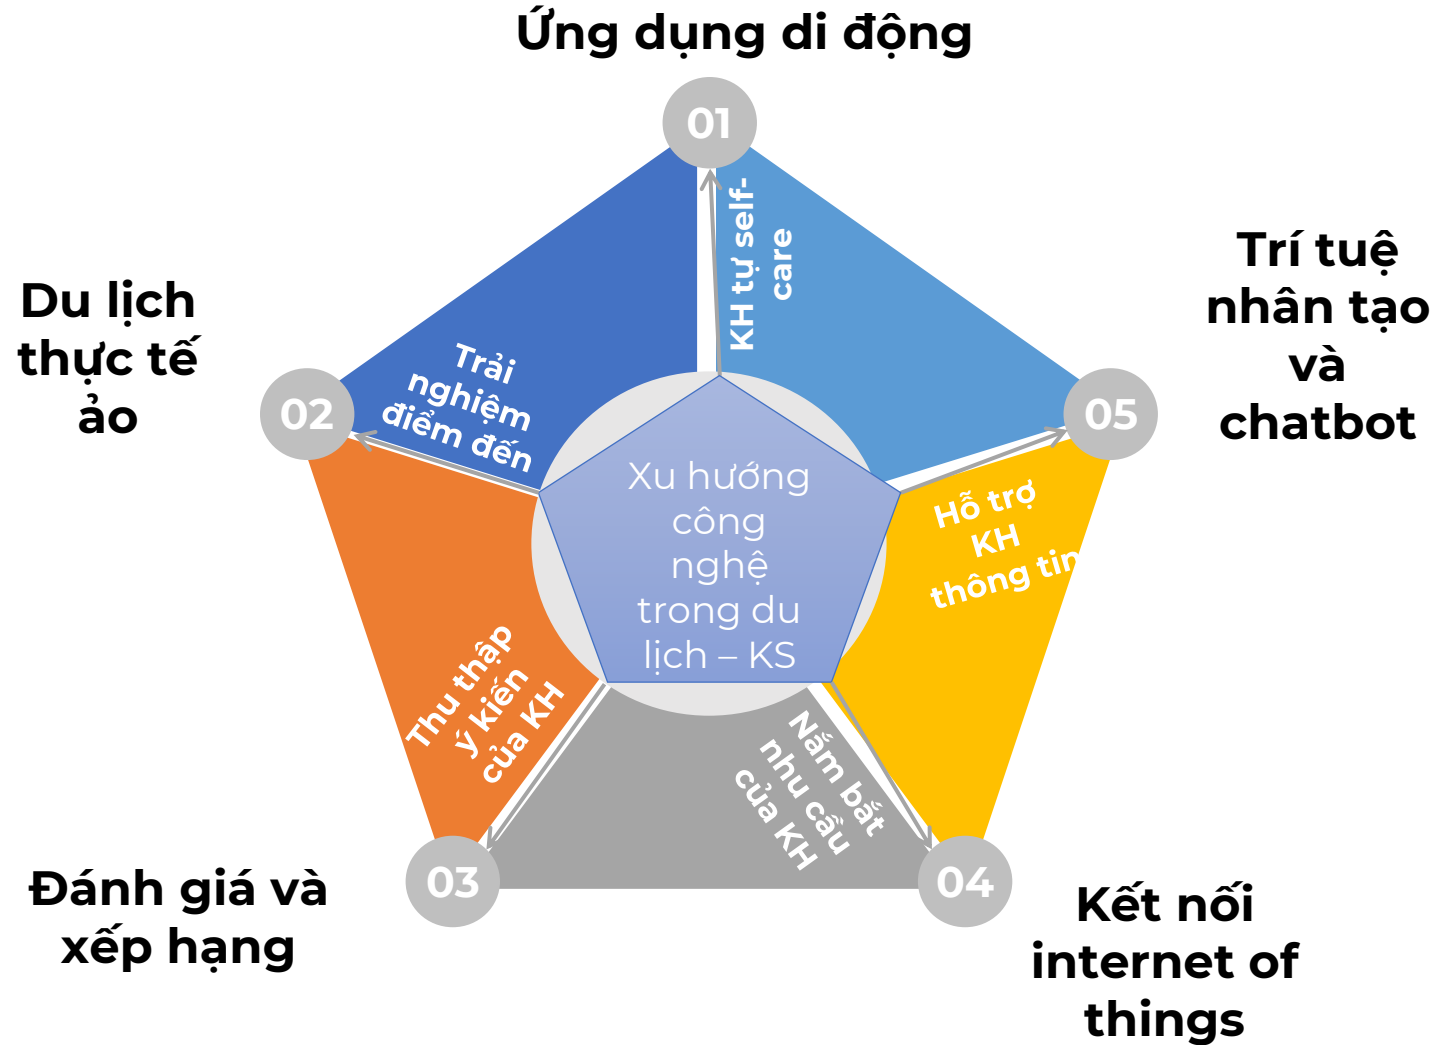 Ứng dụng di động
01
KH tự self-
care
Trí tuệ
nhân tạo
và
chatbot
05
Hỗ trợ
KH
thông tin
Du lịch
thực tế
ảo
02
Trải
nghiệm
điểm đến
Xu hướng
công
nghệ
trong du
lịch – KS
Thu thập
ý kiến
của KH
03
Đánh giá và
xếp hạng
Nắm bắt
nhu cầu
của KH
04
Kết nối
internet of
things